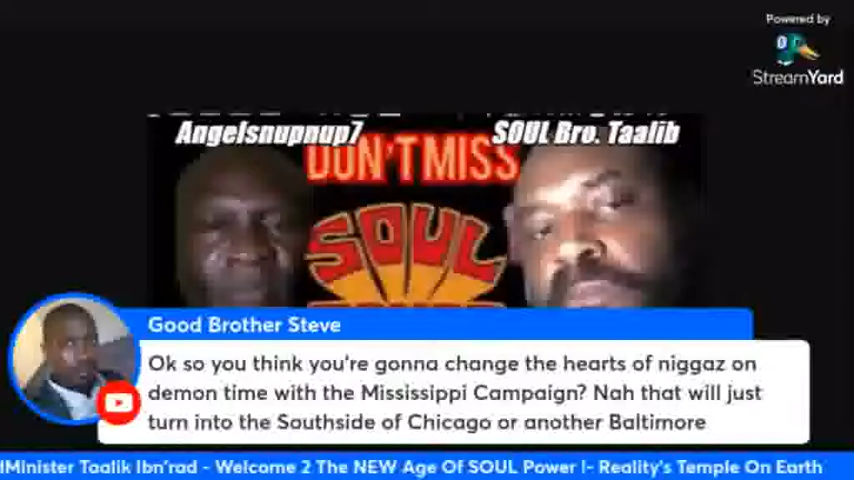 Powered by
StreamYard
Angelsnupnup7 SOUL Bro. Taalib
DON'T MISS
SOUL
Good Brother Steve
Ok so you think you're gonna change the hearts of niggaz on
demon time with the Mississippi Campaign? Nah that will just
turn into the Southside of Chicago or another Baltimore
Minister Taalik Ibn'rad - Welcome 2 The NEW Age Of SOUL Power !- Reality's Temple On Earth